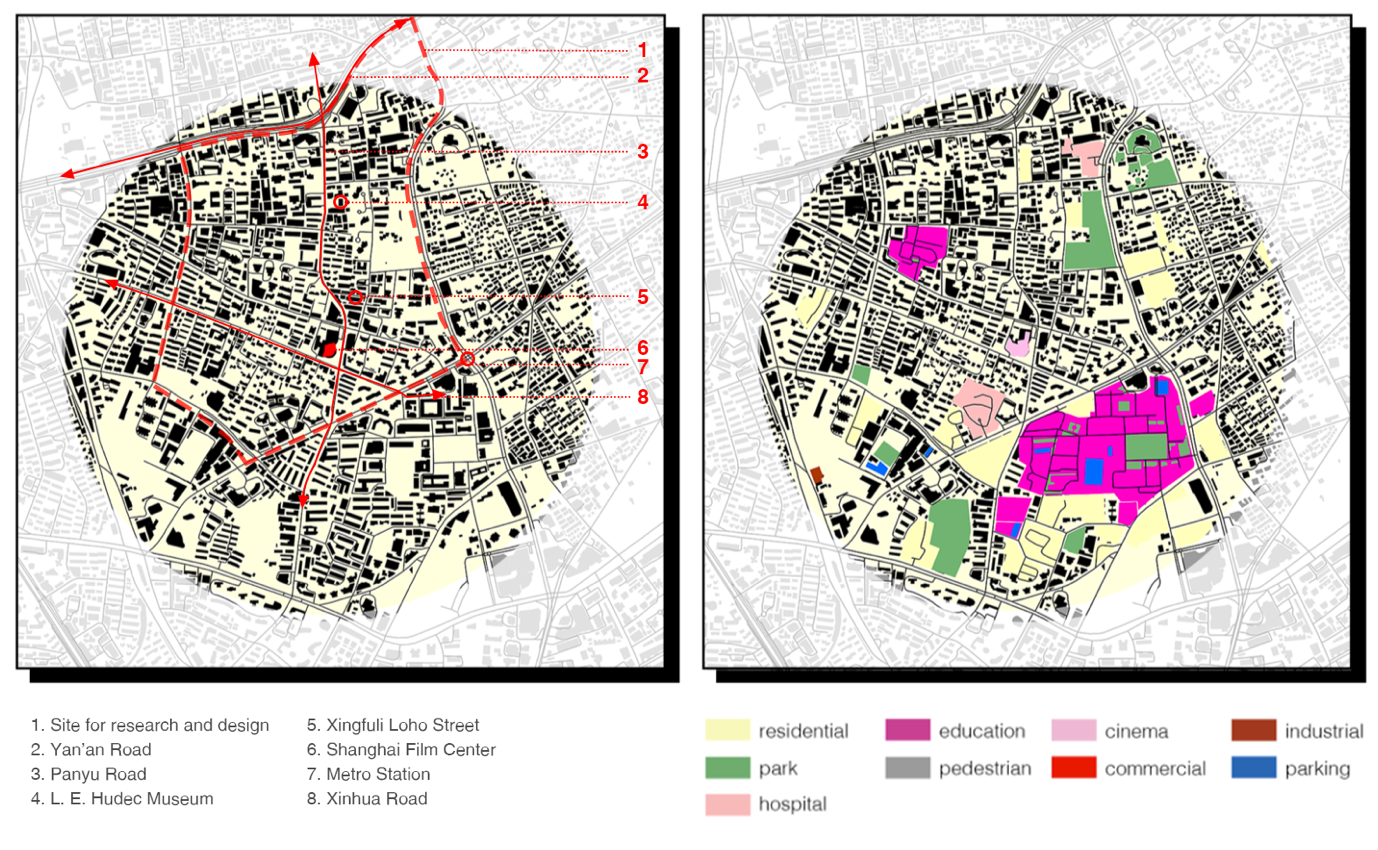 1
2
3
4
5
6
7
8
1. Site for research and design
2. Yan'an Road
3. Panyu Road
4. L. E. Hudec Museum
5. Xingfuli Loho Street
6. Shanghai Film Center
7. Metro Station
8. Xinhua Road
residential
education
cinema
industrial
park
pedestrian
commercial
parking
hospital